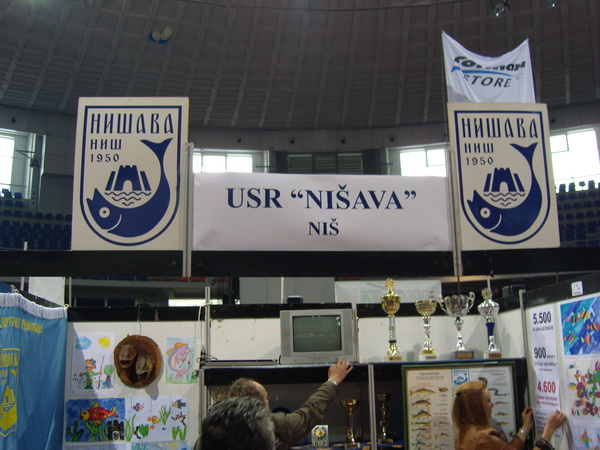 НИШАВА
НИШ
1950
USR “NIŠAVA”
NIŠ
STORE
НИШАВА
НИШ
1950
5.500
900
4.600